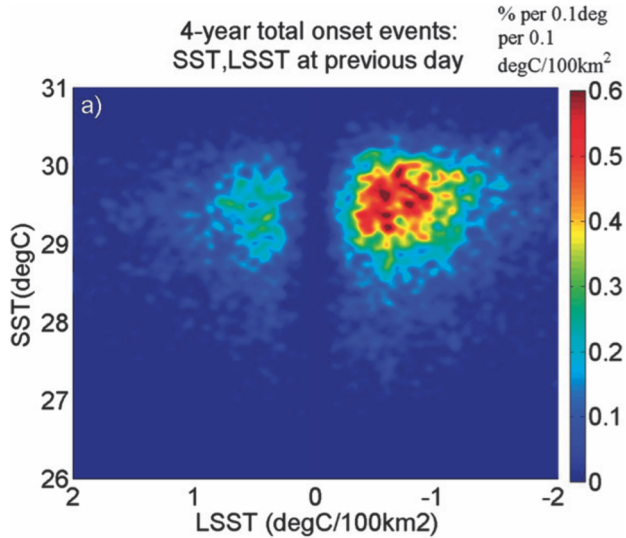 4-year total onset events:
SST,LSST at previous day
% per 0.1deg
per 0.1
degC/100km²
a)
31
30
29
28
27
26
SST(degC)
2
1
0
-1
-2
LSST (degC/100km2)
0.6
0.5
0.4
0.3
0.2
0.1
0